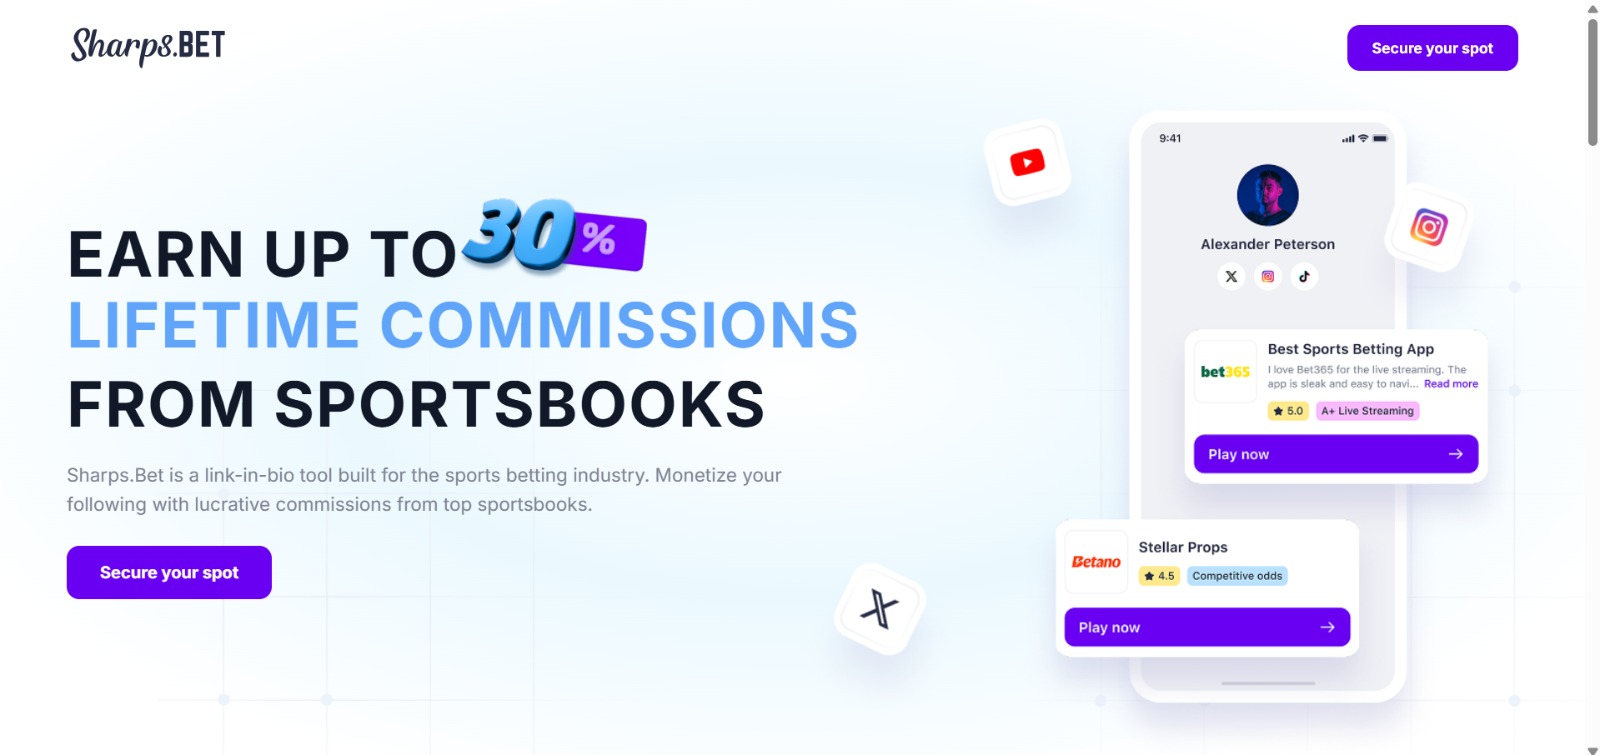 Sharps.BET
Secure your spot
EARN UP TO 30 %
LIFETIME COMMISSIONS
FROM SPORTSBOOKS
Sharps.Bet is a link-in-bio tool built for the sports betting industry. Monetize your
following with lucrative commissions from top sportsbooks.
Secure your spot
9:41
Alexander Peterson
bet365
Best Sports Betting App
I love Bet365 for the live streaming. The
app is sleak and easy to navi... Read more
5.0 A+ Live Streaming
Play now
Betano
Stellar Props
4.5 Competitive odds
Play now